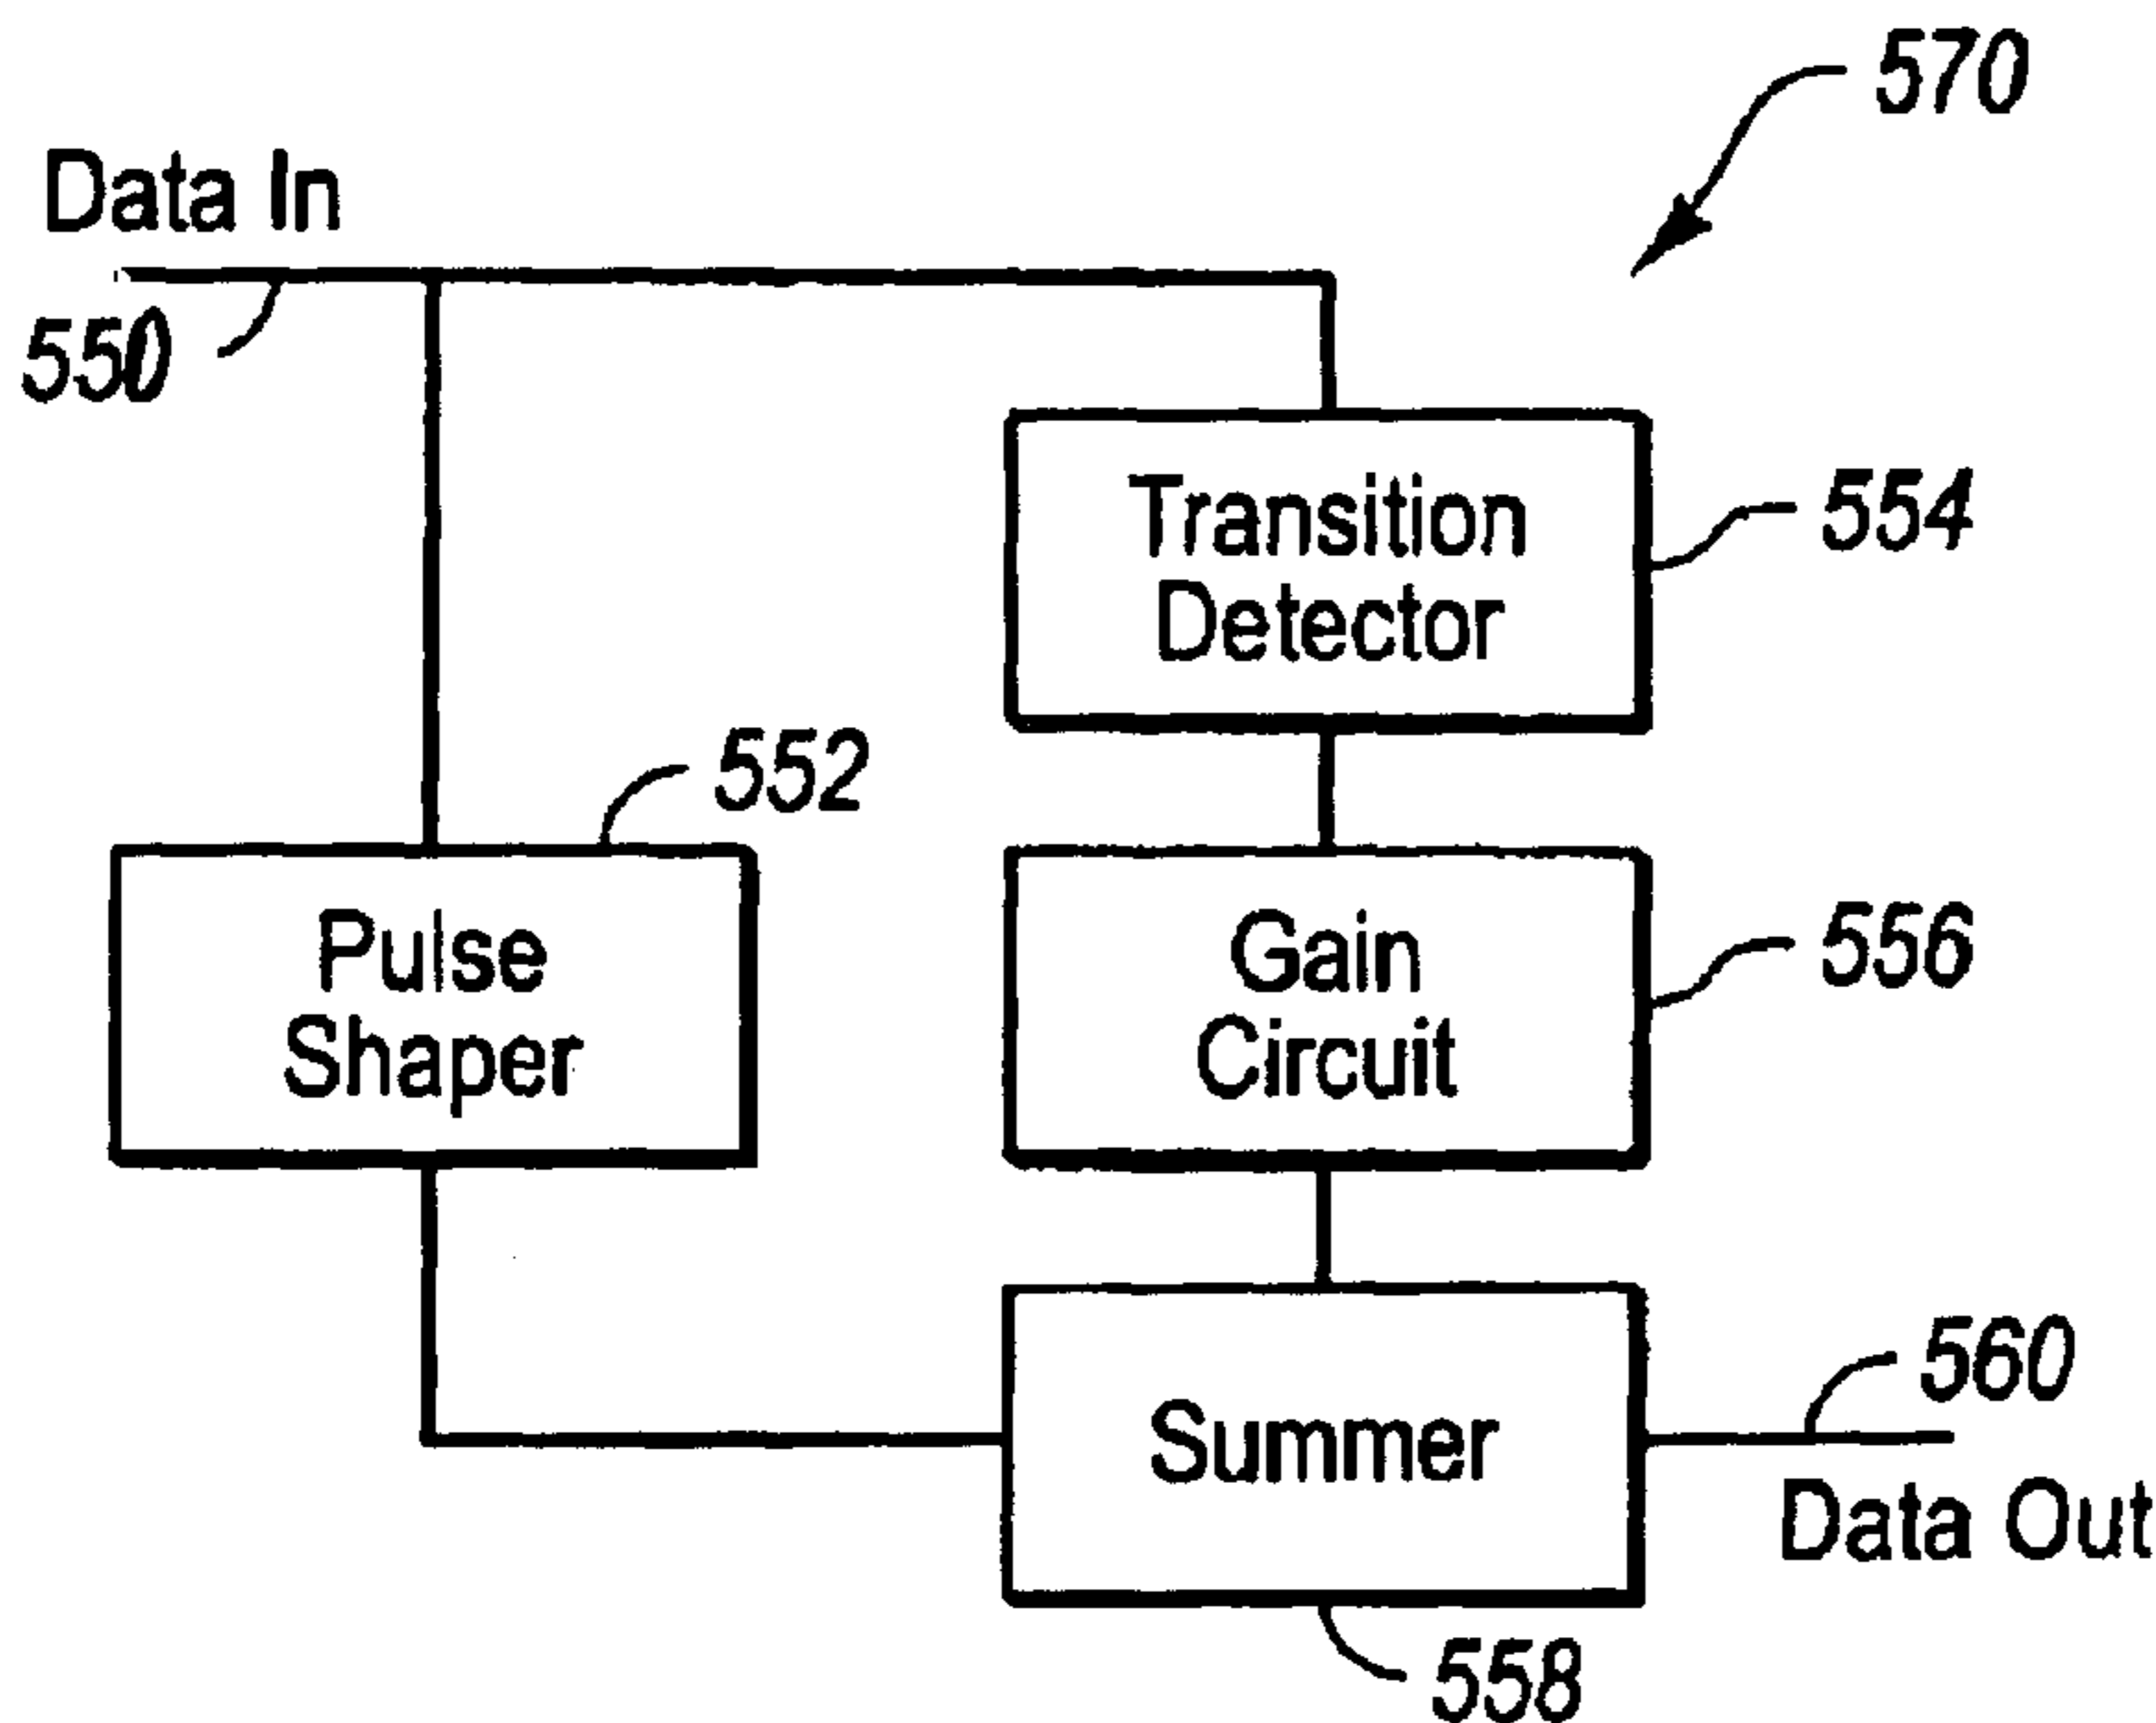 570
Data In
550
Transition
Detector
554
552
Pulse
Shaper
Gain
Circuit
556
560
Summer
Data Out
558